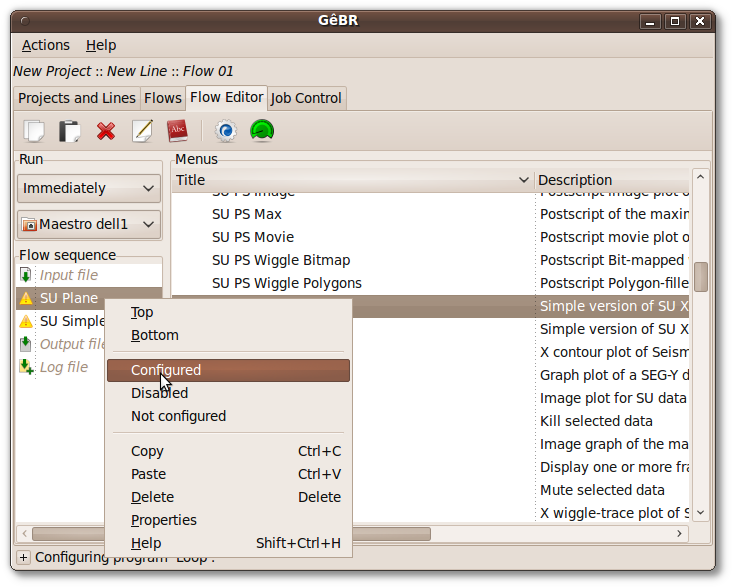 GêBR
Actions Help
New Project :: New Line :: Flow 01
Projects and Lines Flows Flow Editor Job Control
Abc
Run
Immediately
Maestro dell1
Flow sequence
Input file
SU Plane
SU Simple
Output file
Log file
Menus
Title Description
SU PS Image Postscript image plot o
SU PS Max Postscript of the maxin
SU PS Movie Postscript movie plot o
SU PS Wiggle Bitmap Postscript Bit-mapped
SU PS Wiggle Polygons Postscript Polygon-fille
Simple version of SU X
Simple version of SU X
X contour plot of Seism
Graph plot of a SEG-Y d
Image plot for SU data
Kill selected data
Image graph of the ma
Display one or more fra
Mute selected data
X wiggle-trace plot of S
Top
Bottom
Configured
Disabled
Not configured
Copy Ctrl+C
Paste Ctrl+V
Delete Delete
Properties
Help Shift+Ctrl+H
Configuring program "Loop".